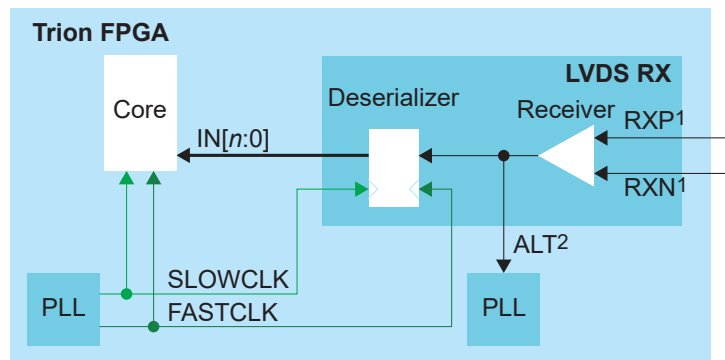 Trion FPGA
LVDS RX
Deserializer
Core
Receiver
RXP1
IN[n:0]
RXN1
ALT2
SLOWCLK
PLL
PLL
FASTCLK